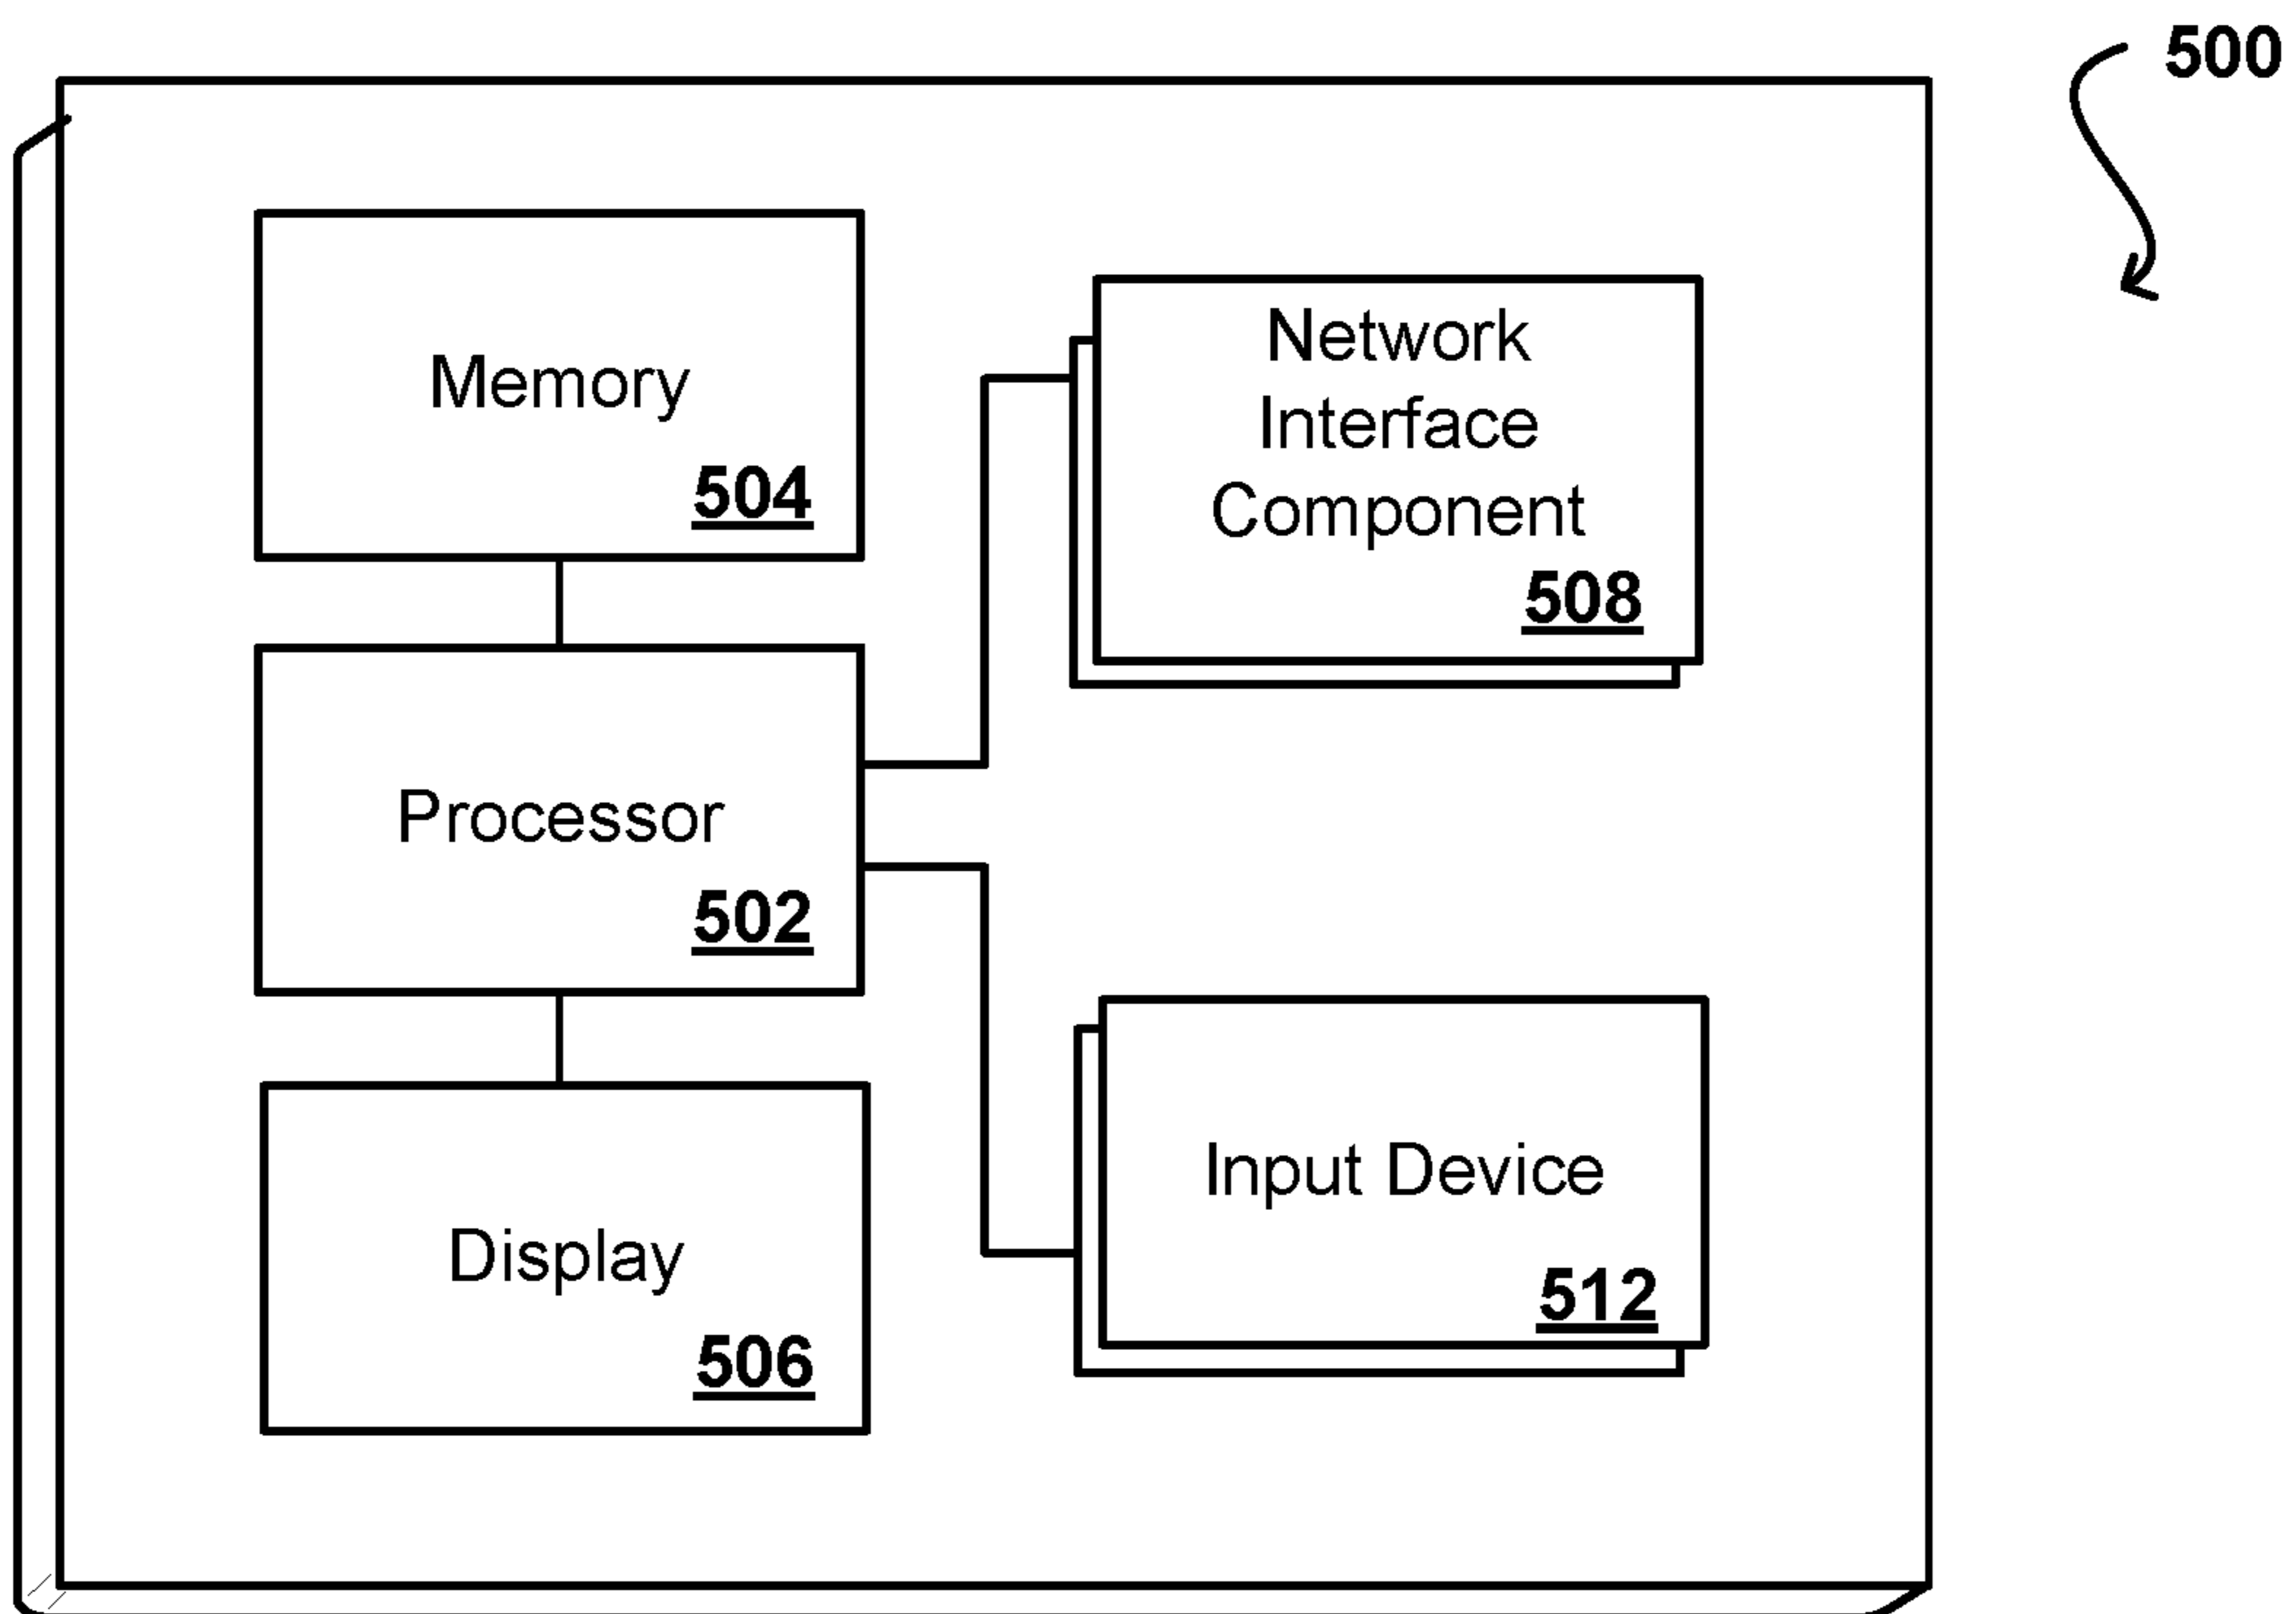 500
Memory
504
Network
Interface
Component
508
Processor
502
Input Device
512
Display
506